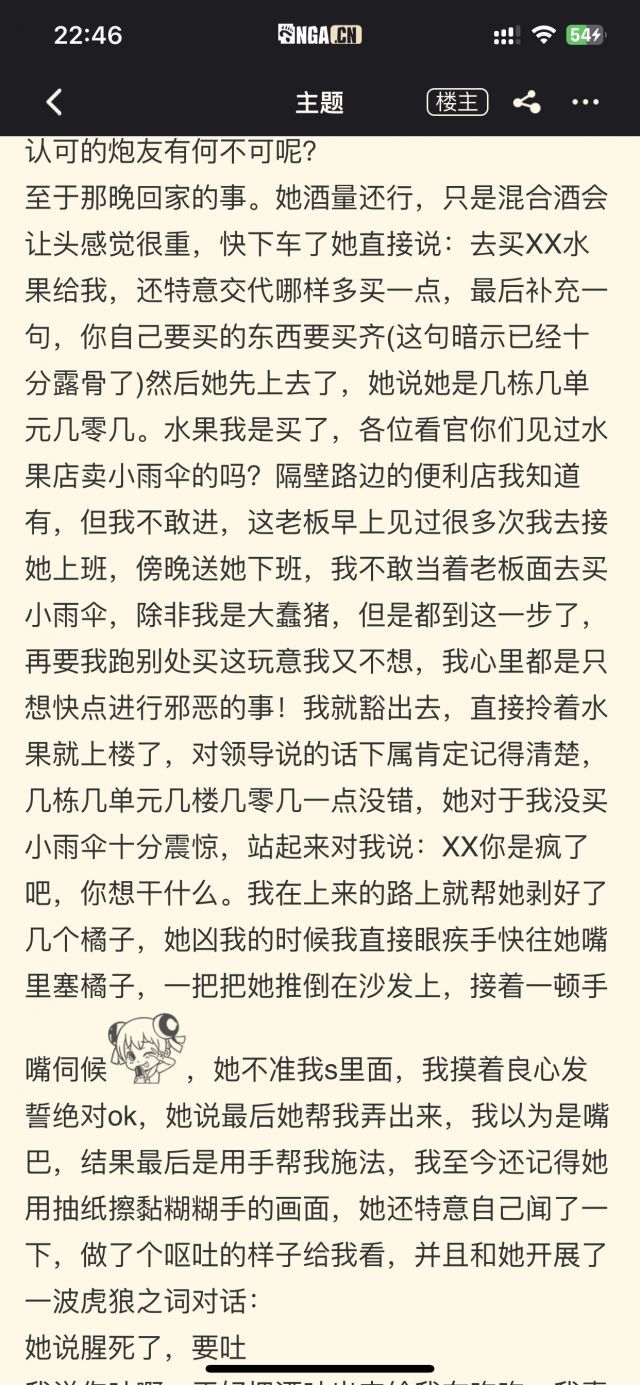 22:46
NGA.CN
54
主题
楼主
认可的炮友有何不可呢?
至于那晚回家的事。她酒量还行，只是混合酒会
让头感觉很重，快下车了她直接说：去买XX水
果给我，还特意交代哪样多买一点，最后补充一
句，你自己要买的东西要买齐(这句暗示已经十
分露骨了)然后她先上去了，她说她是几栋几单
元几零几。水果我是买了，各位看官你们见过水
果店卖小雨伞的吗？隔壁路边的便利店我知道
有，但我不敢进，这老板早上见过很多次我去接
她上班，傍晚送她下班，我不敢当着老板面去买
小雨伞，除非我是大蠢猪，但是都到这一步了，
再要我跑别处买这玩意我又不想，我心里都是只
想快点进行邪恶的事！我就豁出去，直接拎着水
果就上楼了，对领导说的话下属肯定记得清楚，
几栋几单元几楼几零几一点没错，她对于我没买
小雨伞十分震惊，站起来对我说：XX你是疯了
吧，你想干什么。我在上来的路上就帮她剥好了
几个橘子，她凶我的时候我直接眼疾手快往她嘴
里塞橘子，一把把她推倒在沙发上，接着一顿手
嘴伺候，她不准我s里面，我摸着良心发
誓绝对ok，她说最后她帮我弄出来，我以为是嘴
巴，结果最后是用手帮我施法，我至今还记得她
用抽纸擦黏糊糊手的画面，她还特意自己闻了一
下，做了个呕吐的样子给我看，并且和她开展了
一波虎狼之词对话：
她说腥死了，要吐